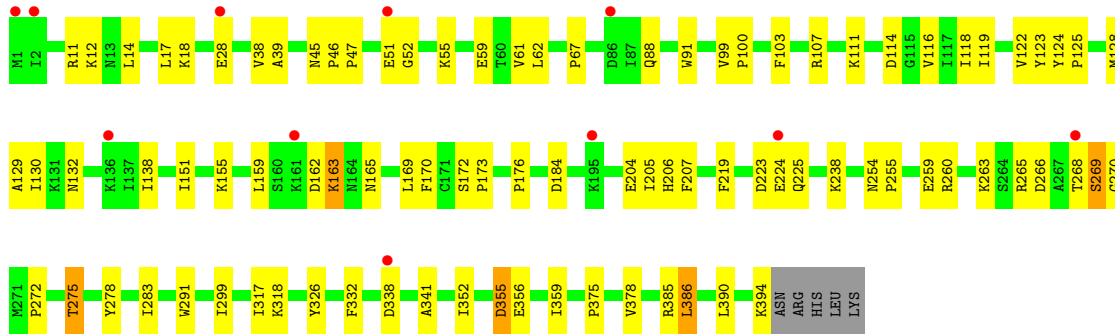 M1 I2 R11 K12 N13 L14 L17 K18 E28 V38 A39 N45 P46 P47 E51 G52 K55 E59 T60 V61 L62 P67 D86 I87 Q88 W91 V99 P100 F103 R107 K111 D114 G115 V116 I117 I118 I119 V122 Y123 Y124 P125 M128
A129 I130 K131 N132 K136 I137 I138 I151 K155 L159 S160 K161 D162 K163 N164 N165 L169 F170 C171 S172 P173 P176 D184 K195 E204 I205 H206 F207 F219 D223 E224 Q225 K238 N254 P255 E259 R260 K263 S264 R265 D266 A267 T268 S269 G270
M271 P272 T275 Y278 I283 W291 I299 I317 K318 Y326 F332 D338 A341 I352 D355 E356 I359 P375 V378 R385 L386 L390 K394 ASN ARG HIS LEU LYS